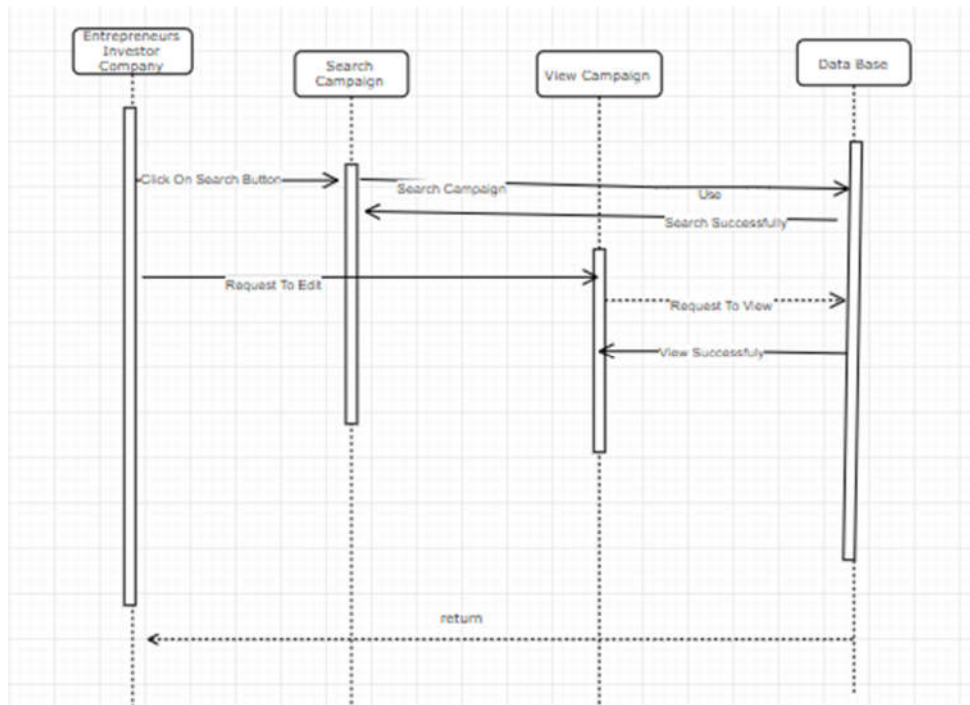 Entrepreneurs
Investor
Company
Search
Campaign
View Campaign
Data Base
Click On Search Button
Search Campaign
Use
Search Successfully
Request To Edit
Request To View
View Successfuly
return